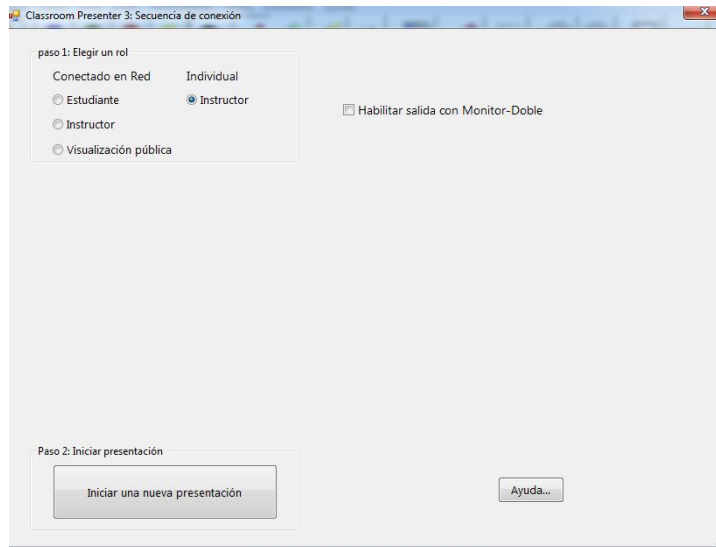 Classroom Presenter 3: Secuencia de conexión
paso 1: Elegir un rol
Conectado en Red Individual
Estudiante Instructor
Habilitar salida con Monitor-Doble
Instructor
Visualización pública
Paso 2: Iniciar presentación
Iniciar una nueva presentación
Ayuda...